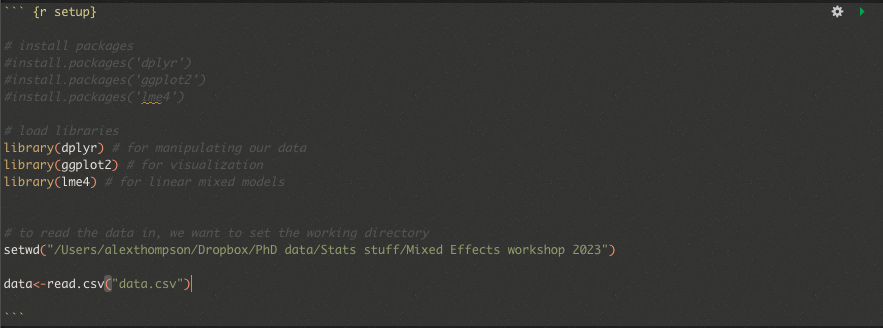 ``` {r setup}
# install packages
#install.packages('dplyr')
#install.packages('ggplot2')
#install.packages('lme4')
# load libraries
library(dplyr) # for manipulating our data
library(ggplot2) # for visualization
library(lme4) # for linear mixed models
# to read the data in, we want to set the working directory
setwd("/Users/alexthompson/Dropbox/PhD data/Stats stuff/Mixed Effects workshop 2023")
data<-read.csv("data.csv")
```